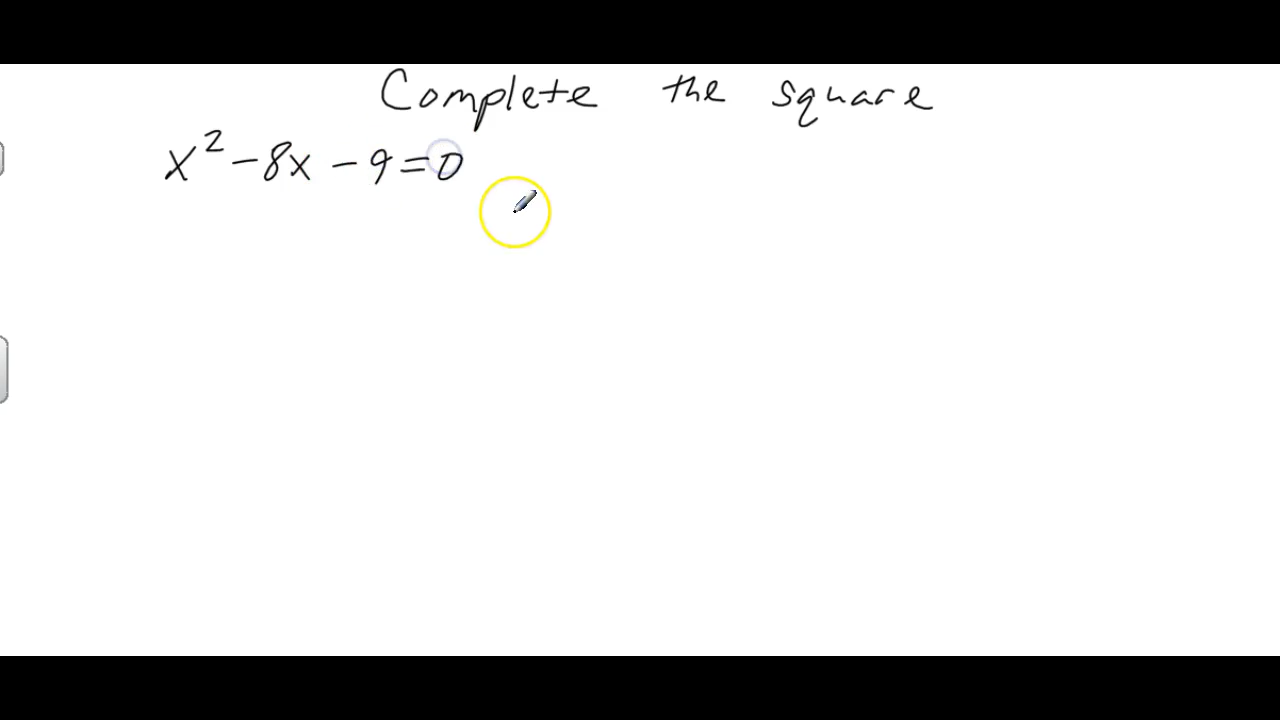 Complete the square
x² - 8x - 9 = 0